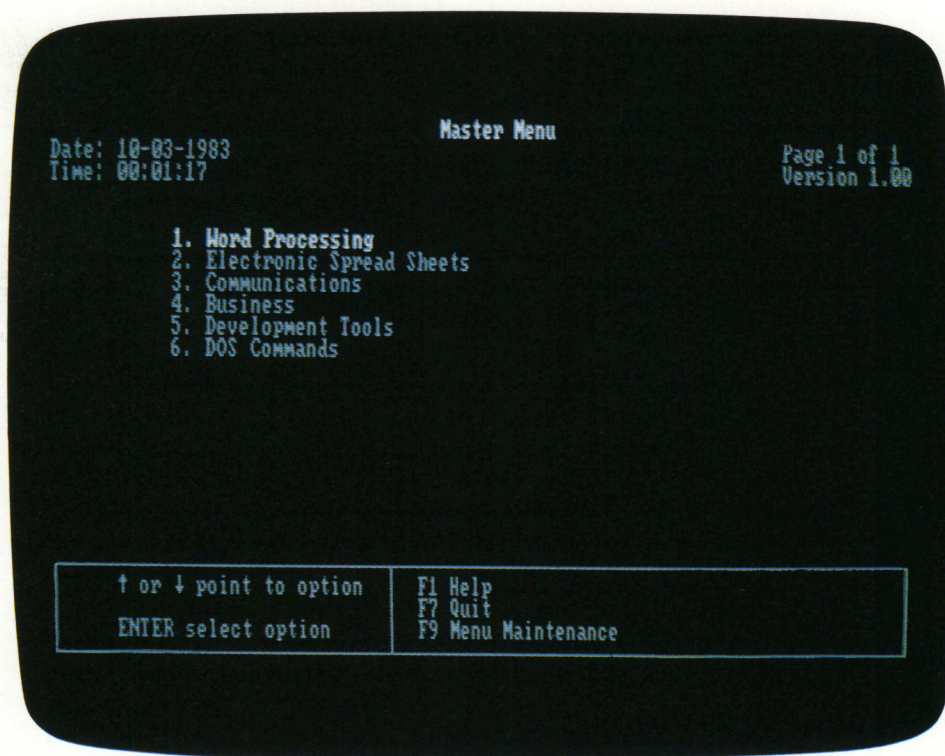 Master Menu
Date: 10-03-1983
Time: 00:01:17
Page 1 of 1
Version 1.00
1. Word Processing
2. Electronic Spread Sheets
3. Communications
4. Business
5. Development Tools
6. DOS Commands
↑ or ↓ point to option
ENTER select option
F1 Help
F7 Quit
F9 Menu Maintenance